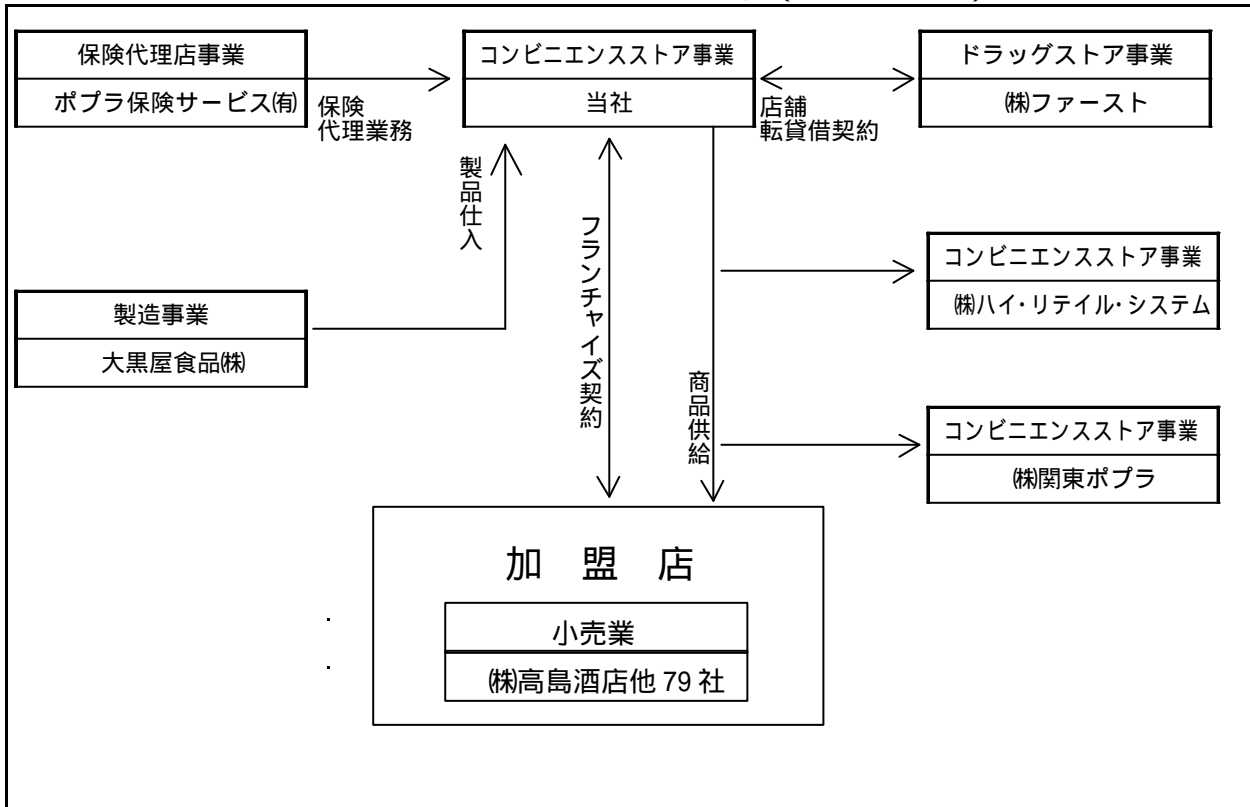 保険代理店事業
ポプラ保険サービス㈲
保険
代理業務
コンビニエンスストア事業
当社
店舗
転貸借契約
ドラッグストア事業
㈱ファースト
製品仕入
フランチャイズ契約
商品供給
製造事業
大黒屋食品㈱
コンビニエンスストア事業
㈱ハイ・リテイル・システム
コンビニエンスストア事業
㈱関東ポプラ
加 盟 店
小売業
㈱高島酒店他 79 社